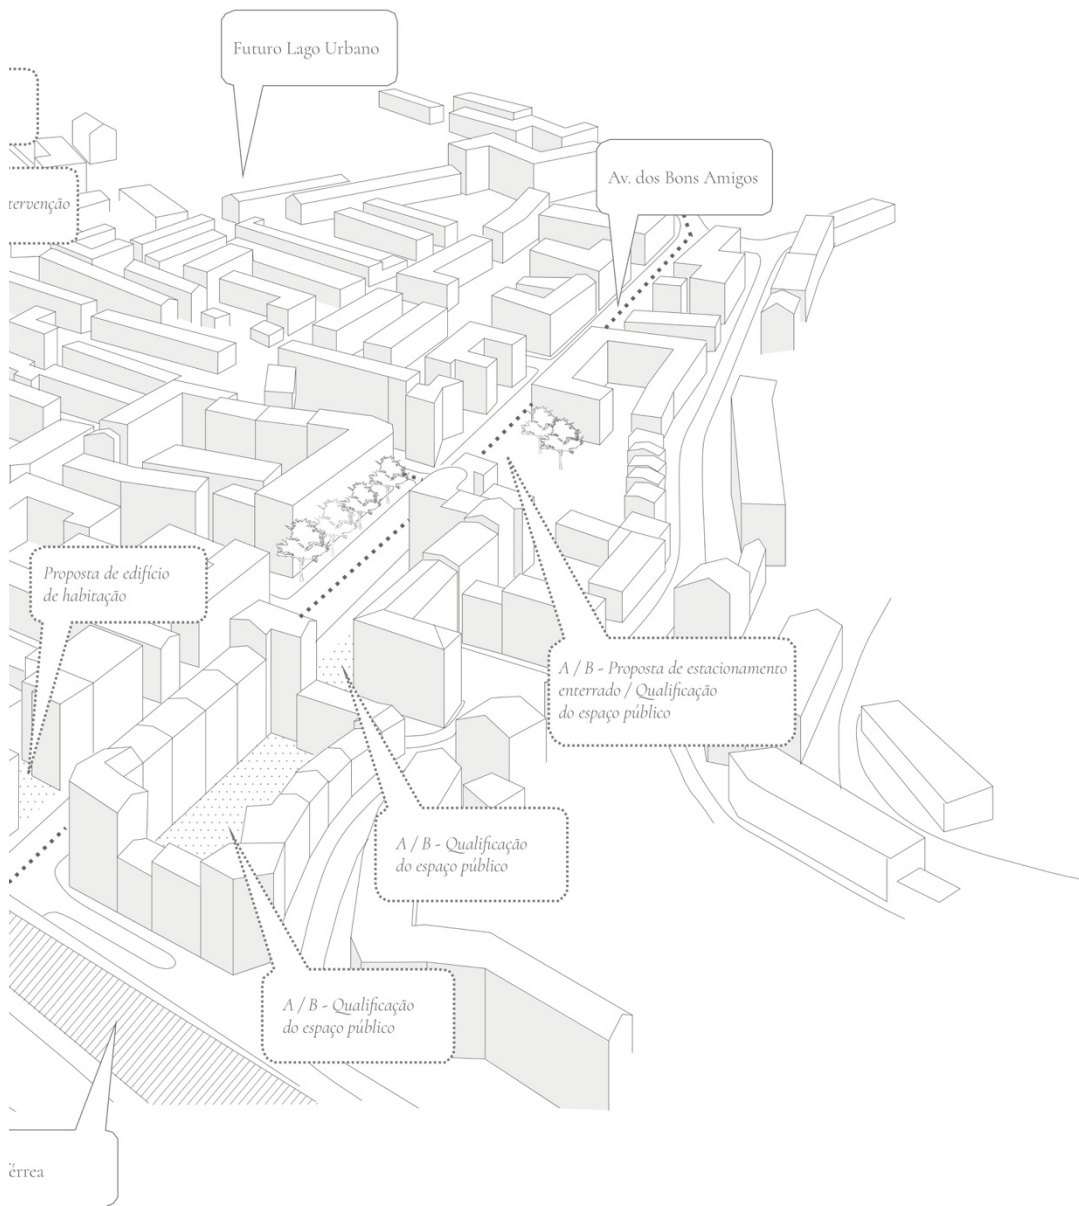 Futuro Lago Urbano
Av. dos Bons Amigos
tervenção
Proposta de edifício
de habitação
A / B - Proposta de estacionamento
enterrado / Qualificação
do espaço público
A / B - Qualificação
do espaço público
A / B - Qualificação
do espaço público
érrea